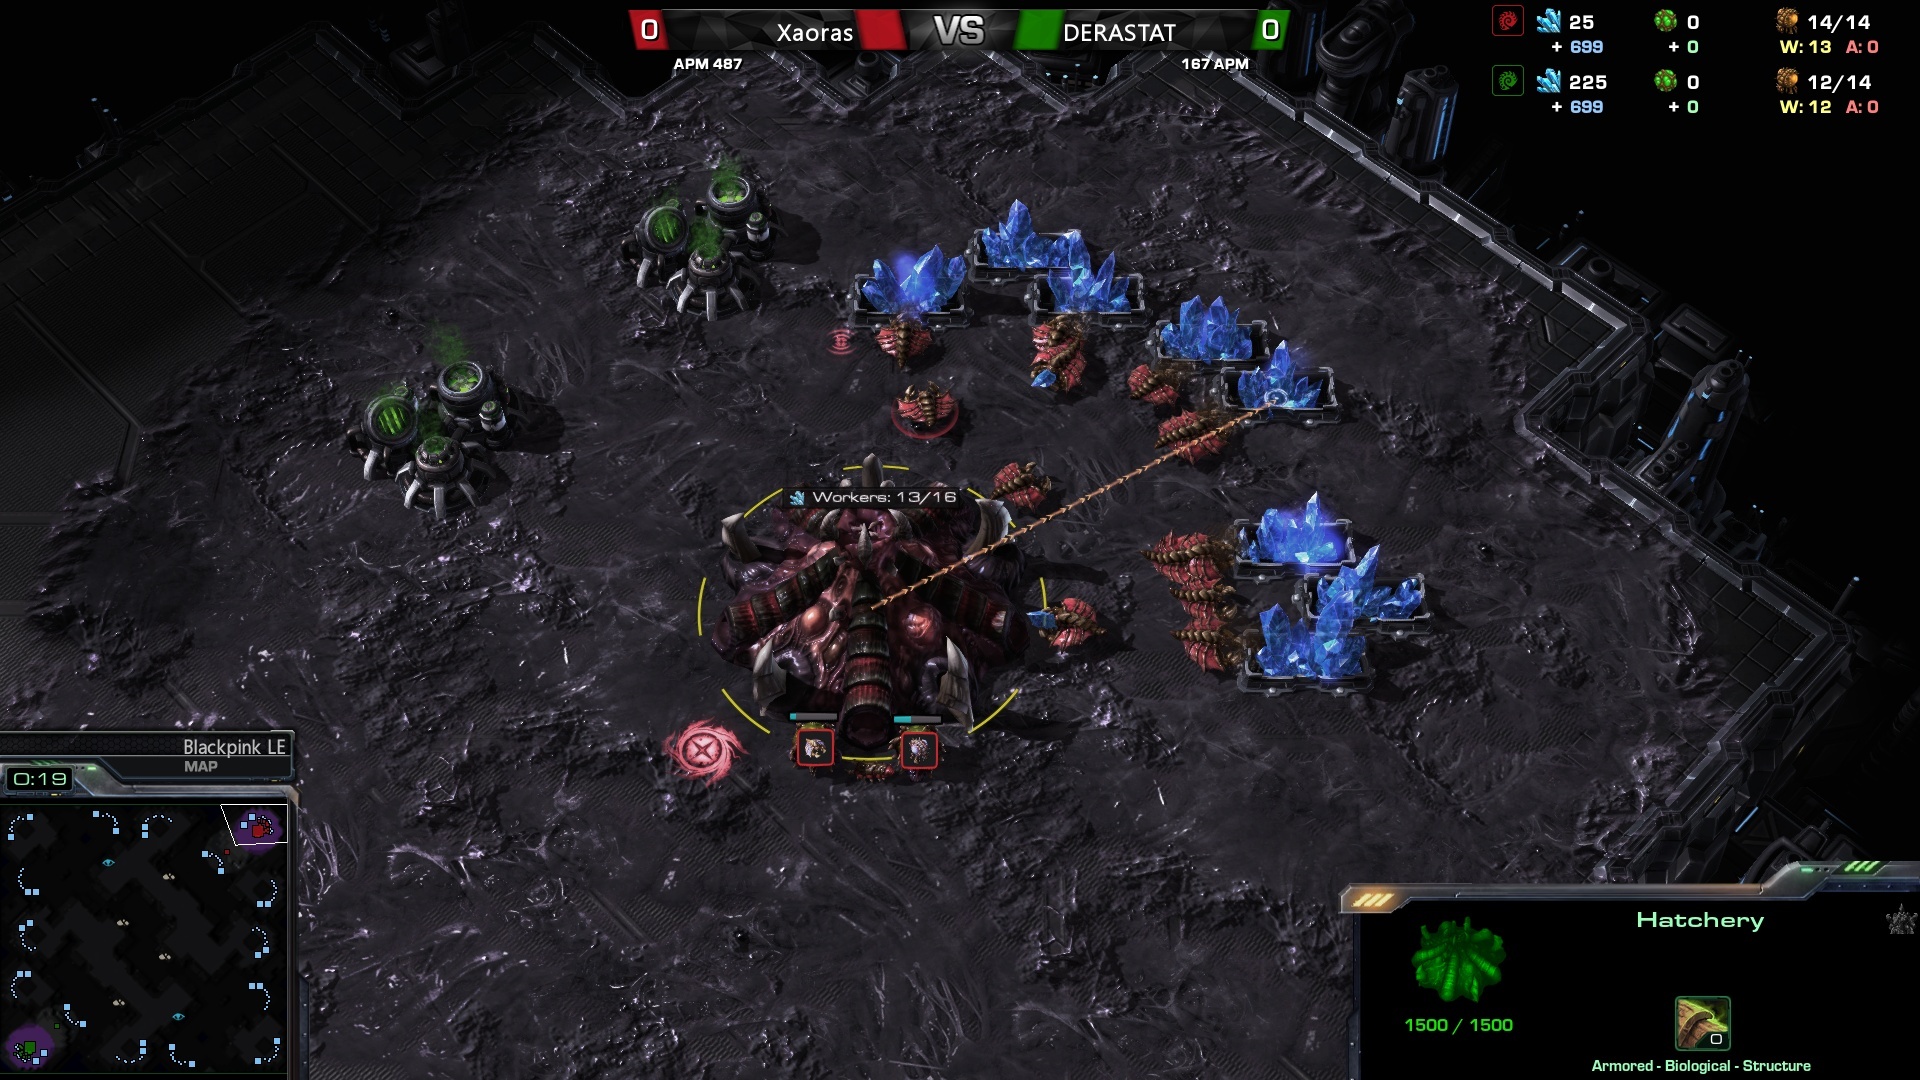 0 Xaoras VS DERASTAT 0
APM 487 167 APM
25 0 14/14
+ 699 + 0 W: 13 A: 0
225 0 12/14
+ 699 + 0 W: 12 A: 0
Workers: 13/16
Blackpink LE
MAP
0:19
Hatchery
1500 / 1500
Armored - Biological - Structure